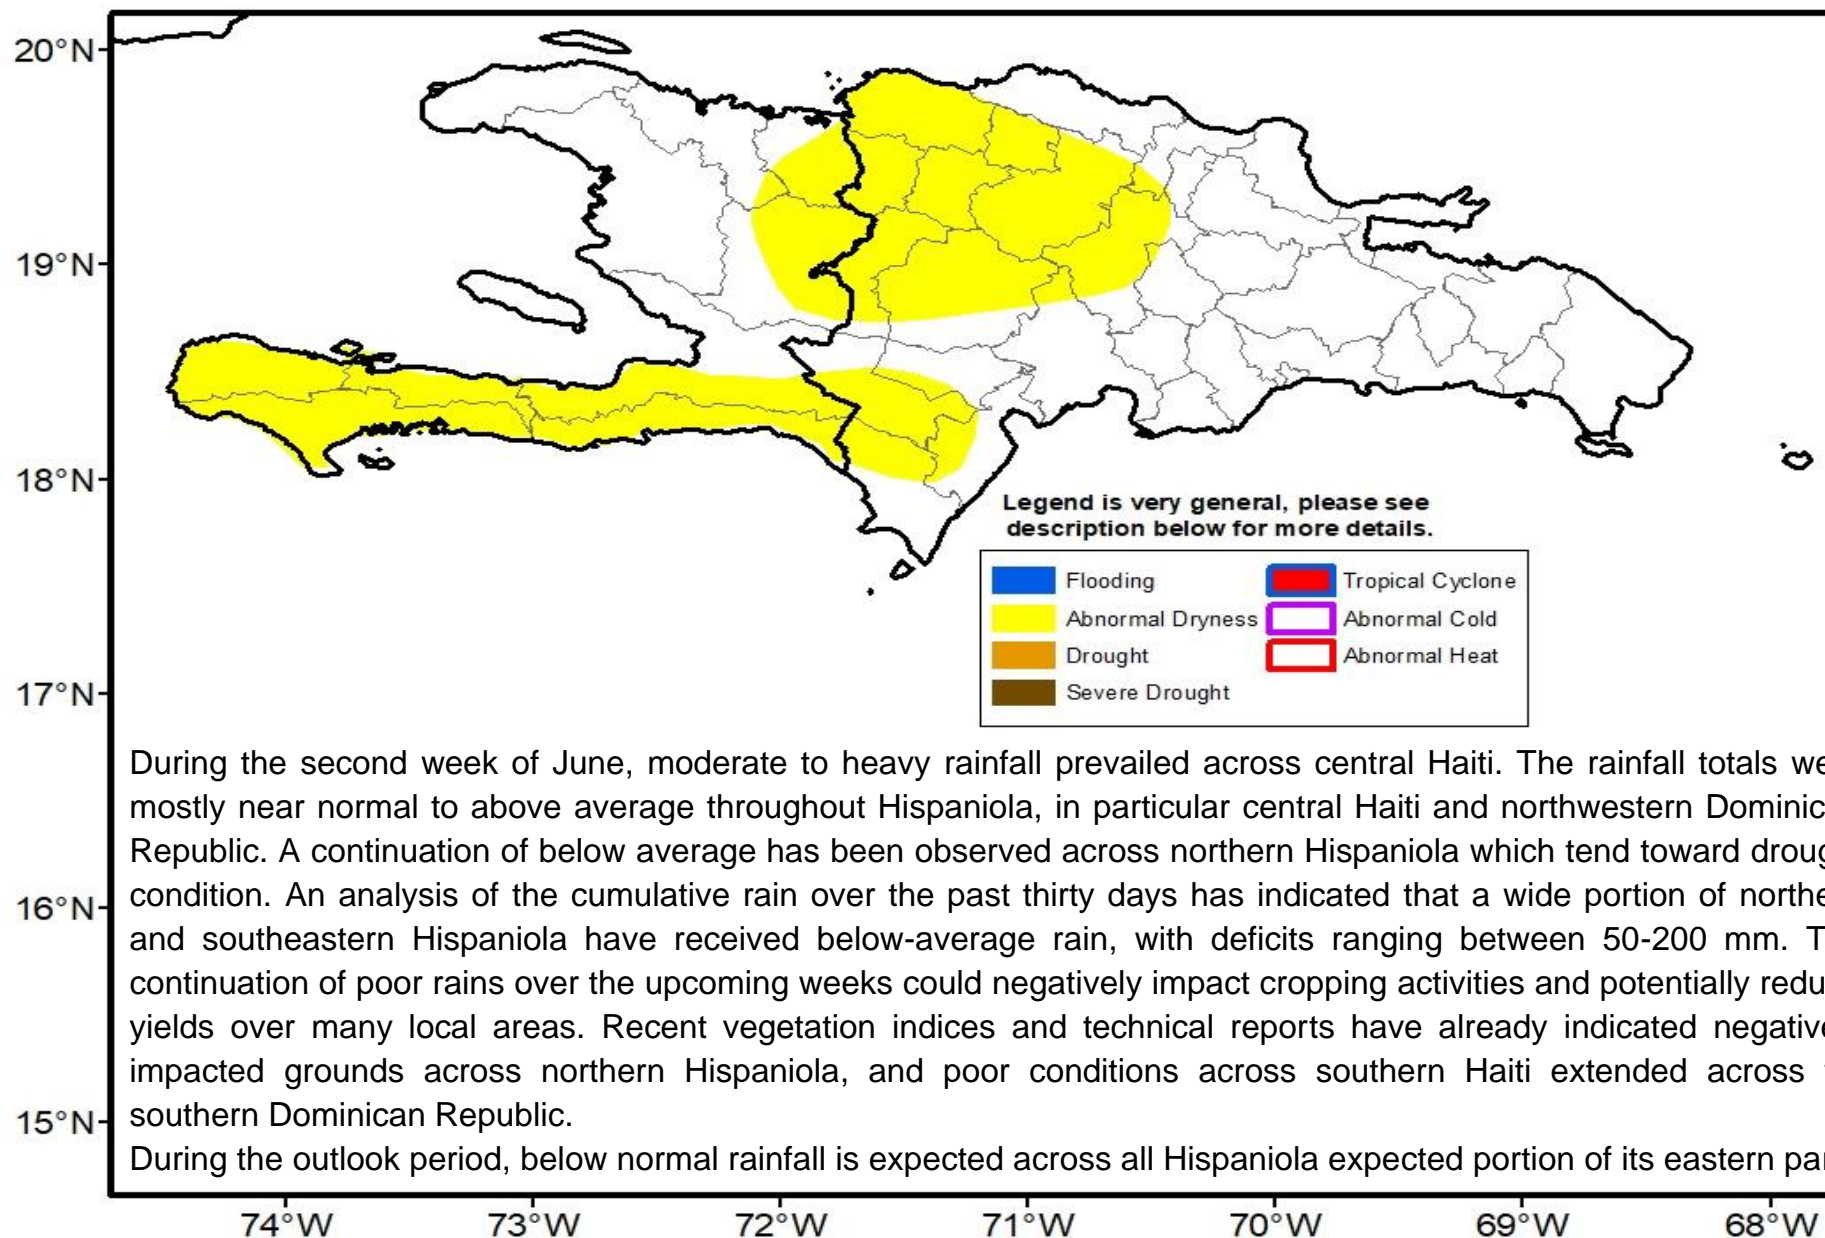 20°N
19°N
18°N
17°N
16°N
15°N
Legend is very general, please see
description below for more details.
Flooding
Tropical Cyclone
Abnormal Dryness
Abnormal Cold
Drought
Abnormal Heat
Severe Drought
During the second week of June, moderate to heavy rainfall prevailed across central Haiti. The rainfall totals
mostly near normal to above average throughout Hispaniola, in particular central Haiti and northwestern
Republic. A continuation of below average has been observed across northern Hispaniola which tend toward
condition. An analysis of the cumulative rain over the past thirty days has indicated that a wide portion of
and southeastern Hispaniola have received below-average rain, with deficits ranging between 50-200 mm.
continuation of poor rains over the upcoming weeks could negatively impact cropping activities and potentially
yields over many local areas. Recent vegetation indices and technical reports have already indicated
impacted grounds across northern Hispaniola, and poor conditions across southern Haiti extended across
southern Dominican Republic.
During the outlook period, below normal rainfall is expected across all Hispaniola expected portion of its eastern
74°W 73°W 72°W 71°W 70°W 69°W 68°W